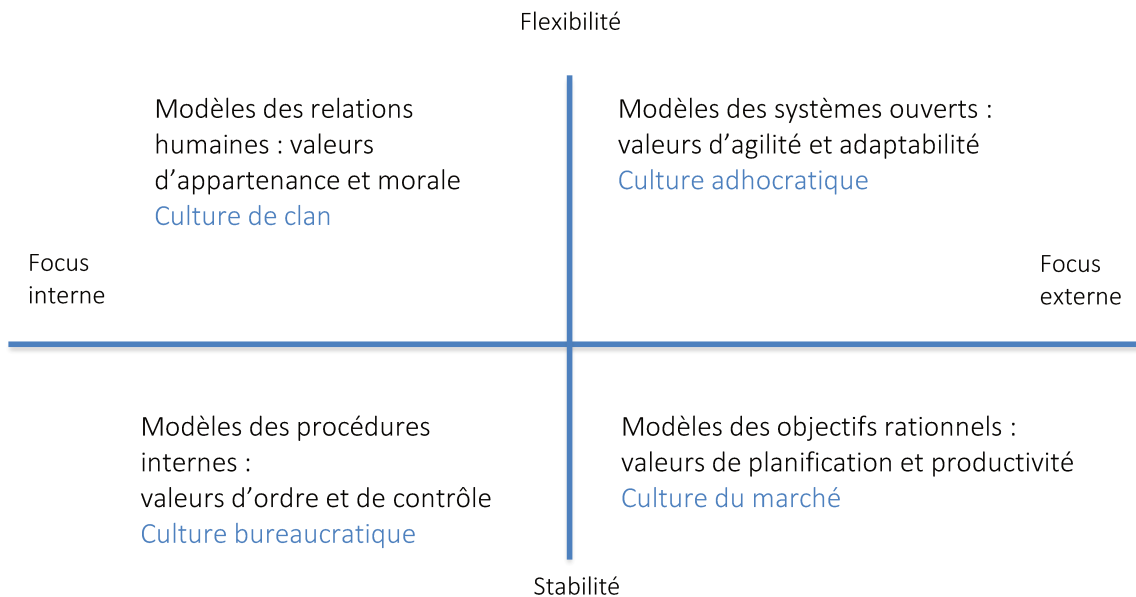 Flexibilité
Modèles des relations
humaines : valeurs
d’appartenance et morale
Culture de clan
Modèles des systèmes ouverts :
valeurs d’agilité et adaptabilité
Culture adhocratique
Focus
interne
Focus
externe
Modèles des procédures
internes :
valeurs d’ordre et de contrôle
Culture bureaucratique
Modèles des objectifs rationnels :
valeurs de planification et productivité
Culture du marché
Stabilité